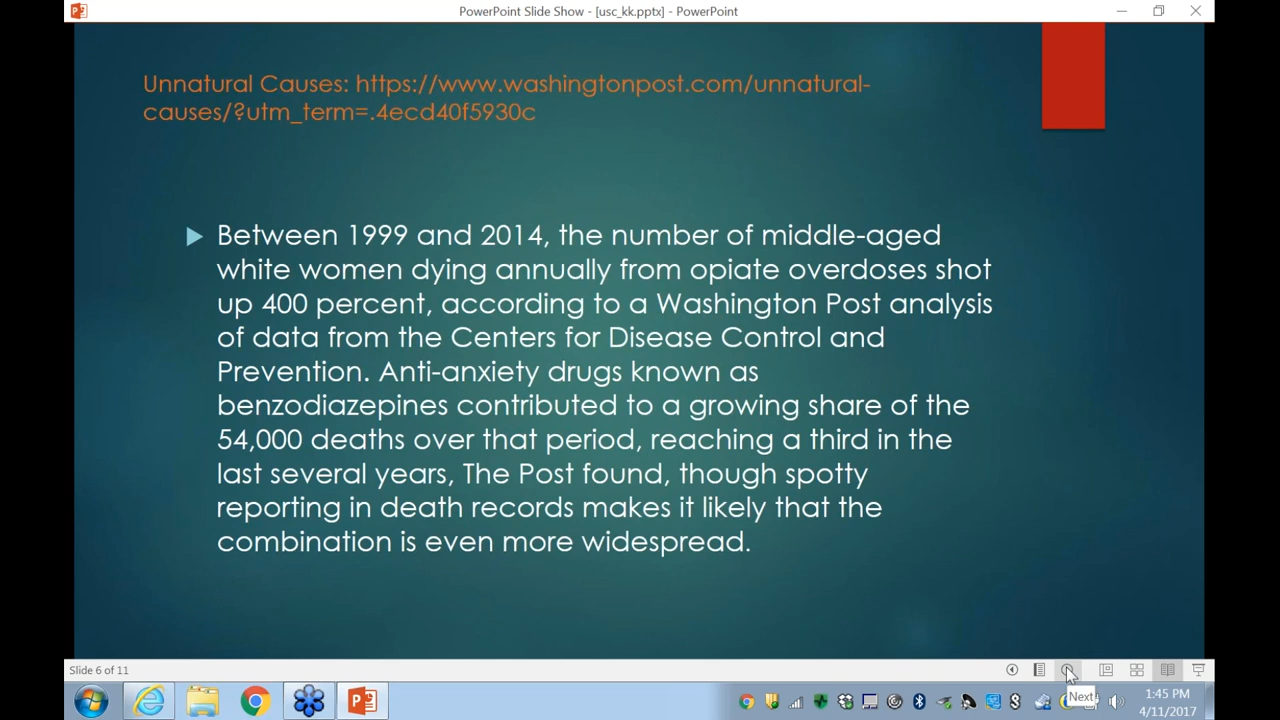 PowerPoint Slide Show - [usc_kk.pptx] - PowerPoint
Unnatural Causes: https://www.washingtonpost.com/unnatural-
causes/?utm_term=.4ecd40f5930c
Between 1999 and 2014, the number of middle-aged
white women dying annually from opiate overdoses shot
up 400 percent, according to a Washington Post analysis
of data from the Centers for Disease Control and
Prevention. Anti-anxiety drugs known as
benzodiazepines contributed to a growing share of the
54,000 deaths over that period, reaching a third in the
last several years, The Post found, though spotty
reporting in death records makes it likely that the
combination is even more widespread.
Slide 6 of 11
Next
1:45 PM
4/11/2017